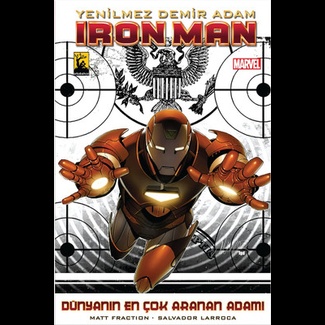 YENİLMEZ DEMİR ADAM
IRON MAN
MARVEL
DÜNYANIN EN ÇOK ARANAN ADAMI
MATT FRACTION • SALVADOR LARROCA